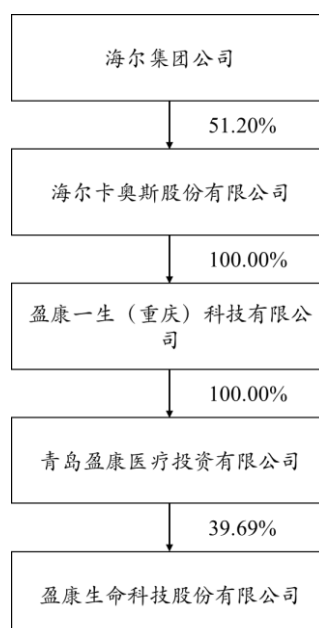 海尔集团公司
51.20%
海尔卡奥斯股份有限公司
100.00%
盈康一生（重庆）科技有限公
司
100.00%
青岛盈康医疗投资有限公司
39.69%
盈康生命科技股份有限公司